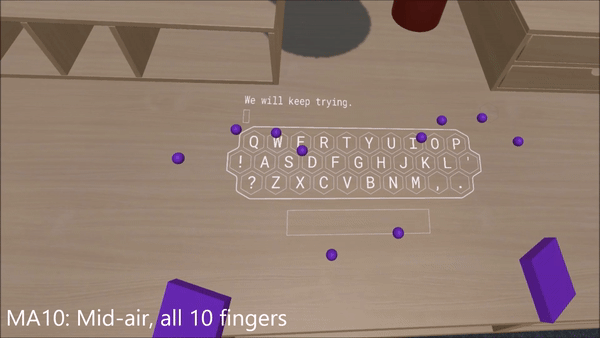 We will keep trying.
Q W E R T Y U I O P
! A S D F G H J K L '
? Z X C V B N M , .
MA10: Mid-air, all 10 fingers